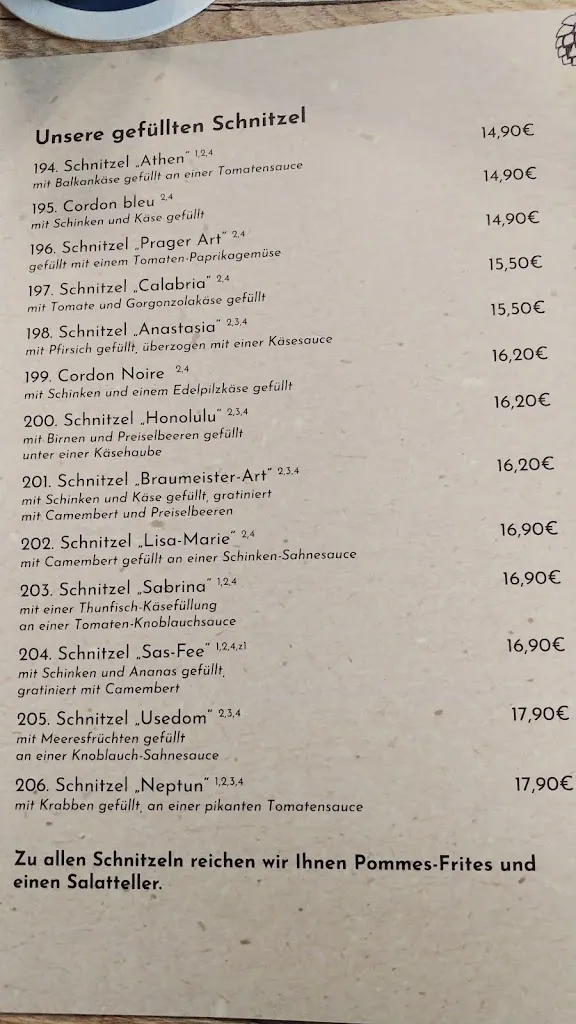 Unsere gefüllten Schnitzel
194. Schnitzel „Athen" 1,2,4 14,90€
mit Balkankäse gefüllt an einer Tomatensauce
195. Cordon bleu 2,4 14,90€
mit Schinken und Käse gefüllt
196. Schnitzel „Prager Art" 2,4 14,90€
gefüllt mit einem Tomaten-Paprikagemüse
197. Schnitzel „Calabria" 2,4 15,50€
mit Tomate und Gorgonzolakäse gefüllt
198. Schnitzel „Anastasia" 2,3,4 15,50€
mit Pfirsich gefüllt, überzogen mit einer Käsesauce
199. Cordon Noire 2,4 16,20€
mit Schinken und einem Edelpilzkäse gefüllt
200. Schnitzel „Honolulu" 2,3,4 16,20€
mit Birnen und Preiselbeeren gefüllt
unter einer Käsehaube
201. Schnitzel „Braumeister-Art" 2,3,4 16,20€
mit Schinken und Käse gefüllt, gratiniert
mit Camembert und Preiselbeeren
202. Schnitzel „Lisa-Marie" 2,4 16,90€
mit Camembert gefüllt an einer Schinken-Sahnesauce
203. Schnitzel „Sabrina" 1,2,4 16,90€
mit einer Thunfisch-Käsefüllung
an einer Tomaten-Knoblauchsauce
204. Schnitzel „Sas-Fee" 1,2,4,z1 16,90€
mit Schinken und Ananas gefüllt,
gratiniert mit Camembert
205. Schnitzel „Usedom" 2,3,4 17,90€
mit Meeresfrüchten gefüllt
an einer Knoblauch-Sahnesauce
206. Schnitzel „Neptun" 1,2,3,4 17,90€
mit Krabben gefüllt, an einer pikanten Tomatensauce
Zu allen Schnitzeln reichen wir Ihnen Pommes-Frites und
einen Salatteller.